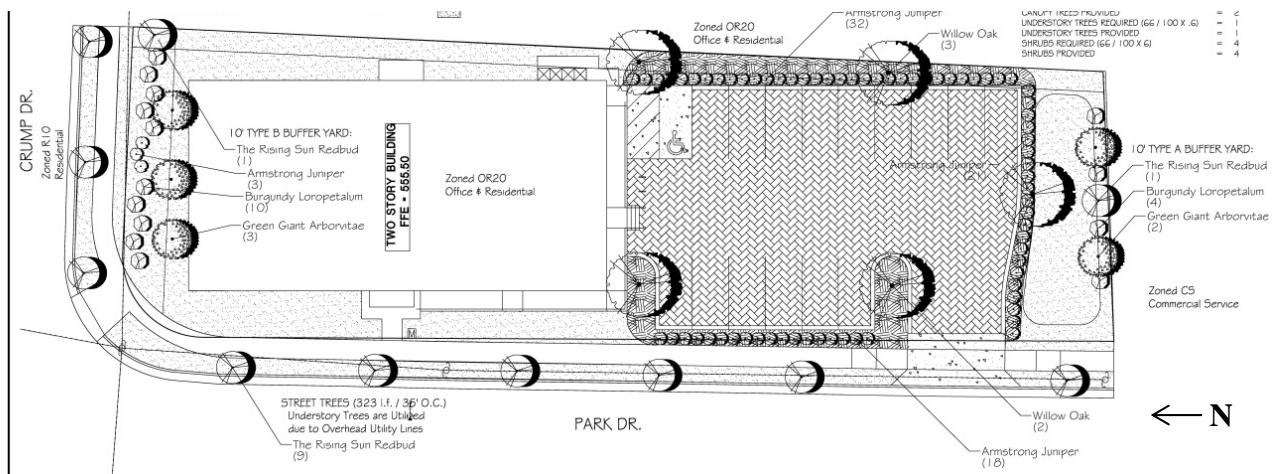 CANOPY TREES PROVIDED = 2
UNDERSTORY TREES REQUIRED (66 / 100 X .6) = 1
UNDERSTORY TREES PROVIDED = 1
SHRUBS REQUIRED (66 / 100 X 6) = 4
SHRUBS PROVIDED = 4
Zoned OR20
Office & Residential
Armstrong Juniper
(32)
Willow Oak
(3)
CRUMP DR.
Zoned R10
Residential
10' TYPE B BUFFER YARD:
The Rising Sun Redbud
(1)
Armstrong Juniper
(3)
Burgundy Loropetalum
(10)
Green Giant Arborvitae
(3)
TWO STORY BUILDING
FFE - 555.50
Zoned OR20
Office & Residential
Armstrong Juniper
(21)
10' TYPE A BUFFER YARD:
The Rising Sun Redbud
(1)
Burgundy Loropetalum
(4)
Green Giant Arborvitae
(2)
Zoned CS
Commercial Service
M
STREET TREES (323 l.f. / 35' O.C.)
Understory Trees are Utilized
due to Overhead Utility Lines
The Rising Sun Redbud
(9)
PARK DR.
Willow Oak
(2)
Armstrong Juniper
(18)
N